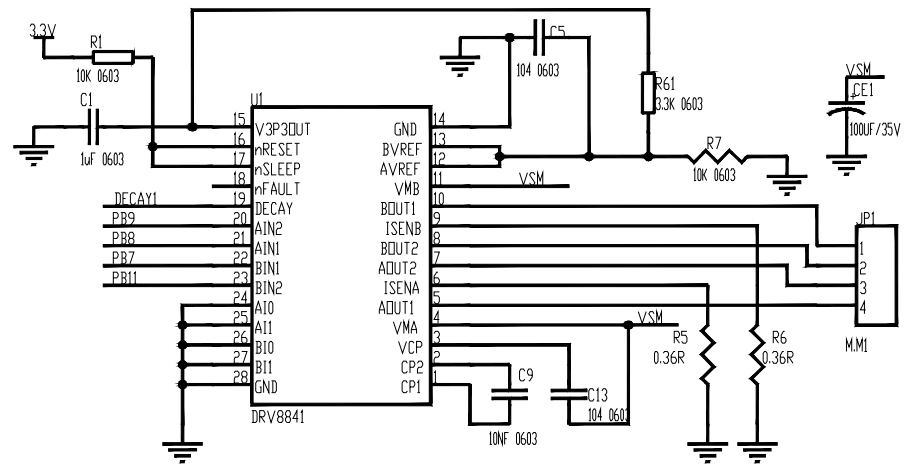 3.3V
R1
10K 0603
C1
1uF 0603
U1
C5
104 0603
R61
3.3K 0603
VSM
+
CE1
100UF/35V
R7
10K 0603
15 V3P3OUT GND 14
16 nRESET BVREF 13
17 nSLEEP AVREF 12
18 nFAULT VMB 11 VSM
DECAY1 19 DECAY BOUT1 10
PB9 20 AIN2 ISENB 9
PB8 21 AIN1 BOUT2 8
PB7 22 BIN1 AOUT2 7
PB11 23 BIN2 ISENA 6
24 AI0 AOUT1 5
25 AI1 VMA 4 VSM
26 BI0 VCP 3
27 BI1 CP2 2
28 GND CP1 1
DRV8841
JP1
1
2
3
4
M.M1
R5
0.36R
R6
0.36R
C9
10NF 0603
C13
104 0603